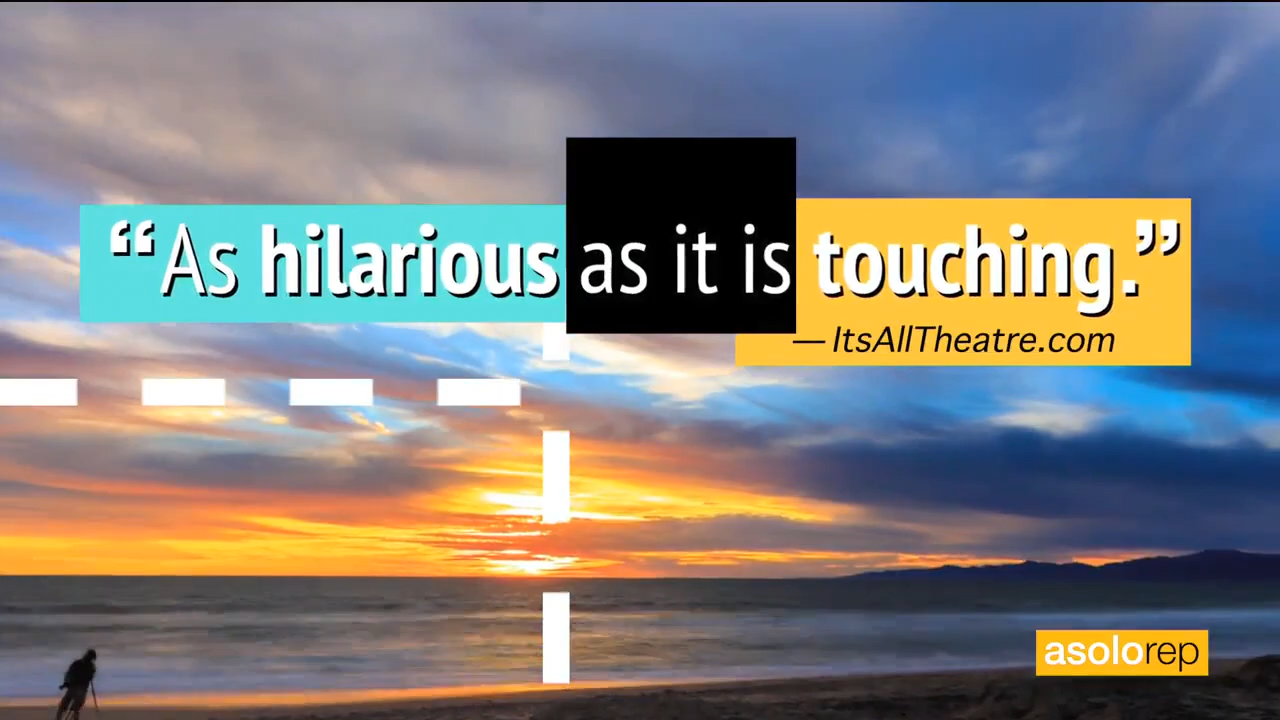 “As hilarious as it is touching.”
— ItsAllTheatre.com
asolorep